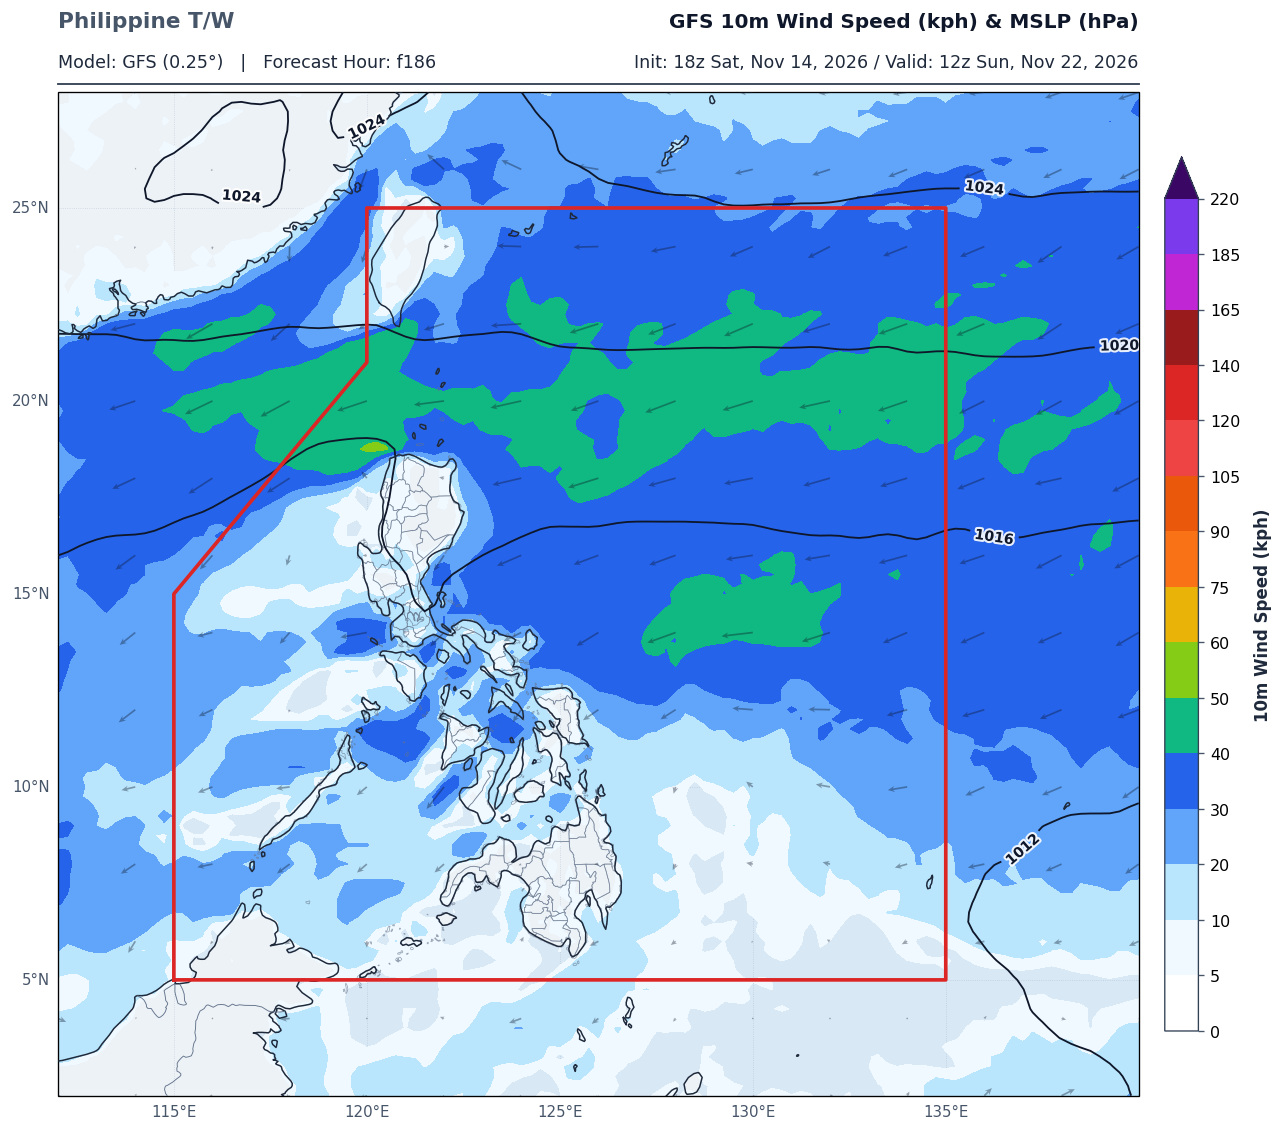 Philippine T/W
GFS 10m Wind Speed (kph) & MSLP (hPa)
Model: GFS (0.25°)   |   Forecast Hour: f186
Init: 18z Sat, Nov 14, 2026 / Valid: 12z Sun, Nov 22, 2026
1024
1024
1024
1020
1016
1012
25°N
20°N
15°N
10°N
5°N
115°E
120°E
125°E
130°E
135°E
220
185
165
140
120
105
90
75
60
50
40
30
20
10
5
0
10m Wind Speed (kph)